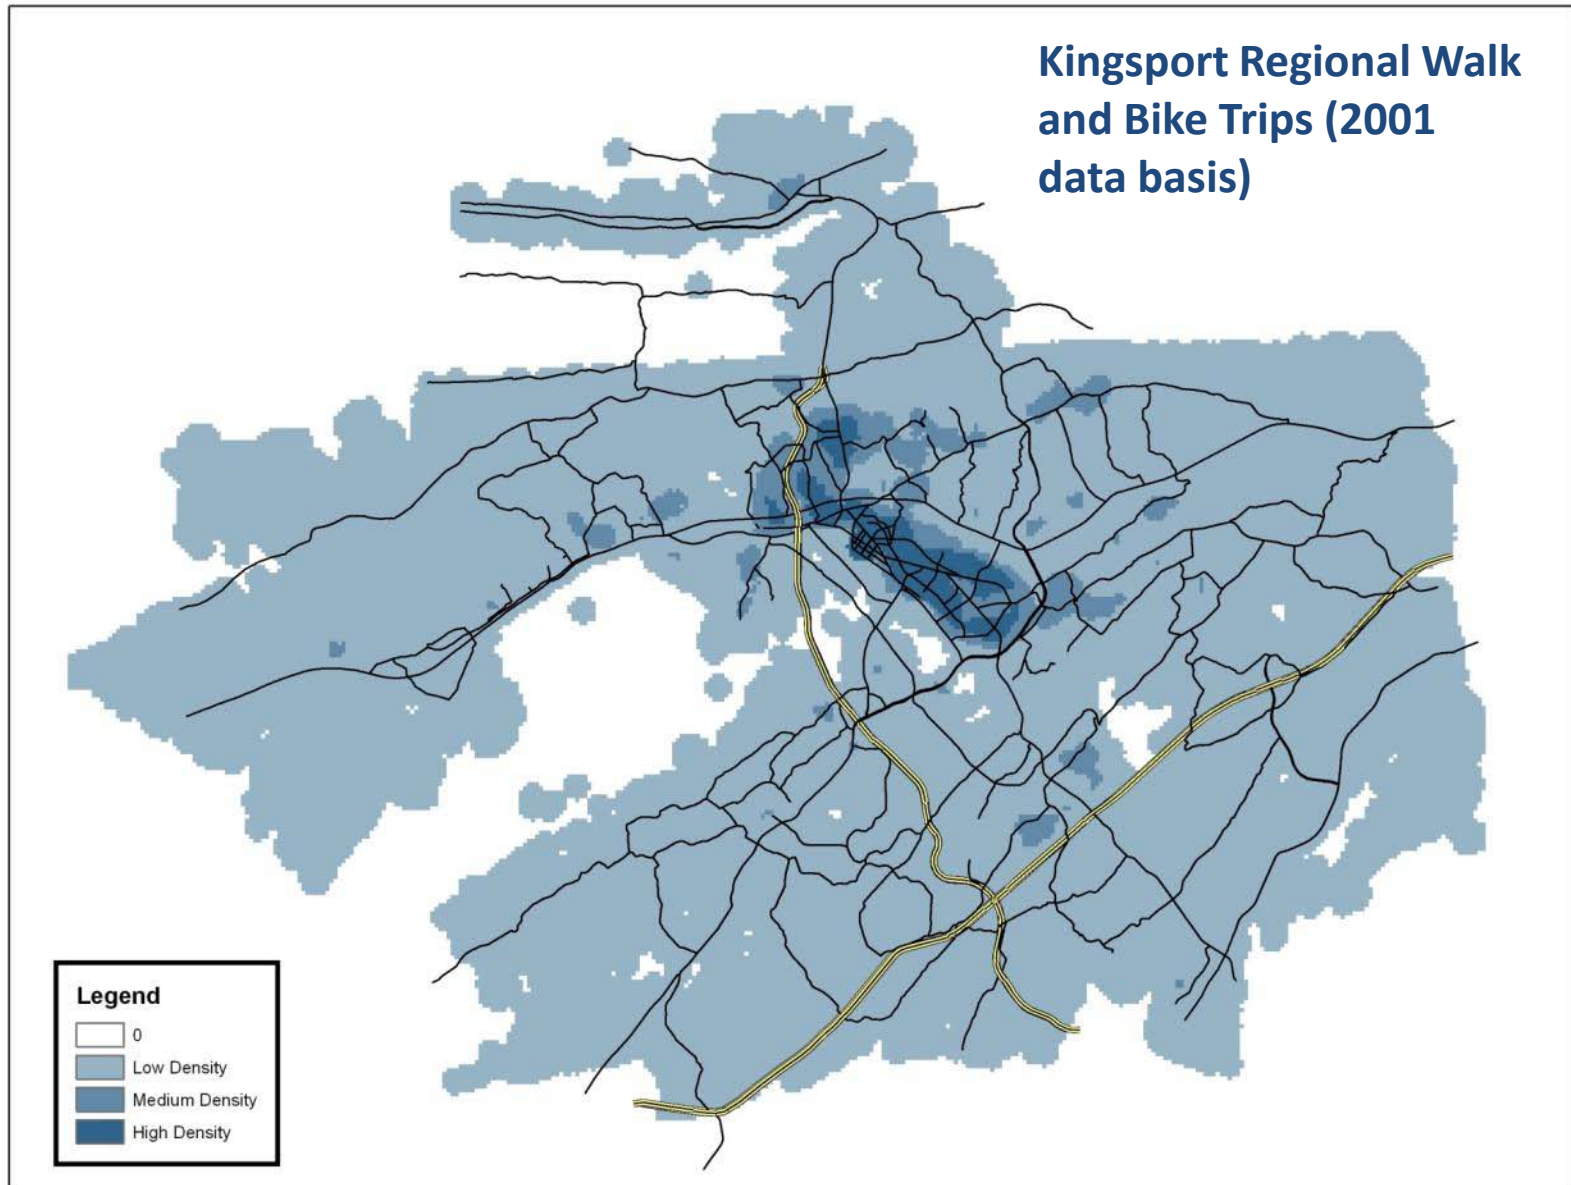 Kingsport Regional Walk
and Bike Trips (2001
data basis)
Legend
0
Low Density
Medium Density
High Density